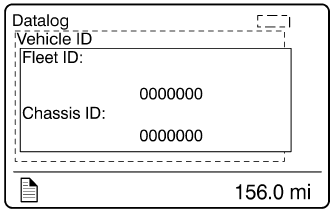 Datalog
Vehicle ID
Fleet ID:
0000000
Chassis ID:
0000000
156.0 mi